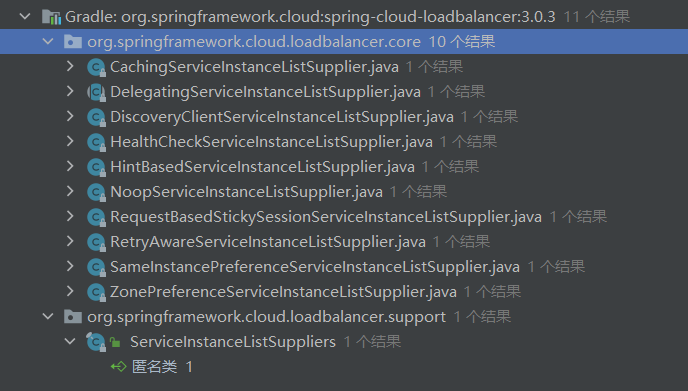 Gradle: org.springframework.cloud:spring-cloud-loadbalancer:3.0.3 11 个结果
org.springframework.cloud.loadbalancer.core 10 个结果
CachingServiceInstanceListSupplier.java 1 个结果
DelegatingServiceInstanceListSupplier.java 1 个结果
DiscoveryClientServiceInstanceListSupplier.java 1 个结果
HealthCheckServiceInstanceListSupplier.java 1 个结果
HintBasedServiceInstanceListSupplier.java 1 个结果
NoopServiceInstanceListSupplier.java 1 个结果
RequestBasedStickySessionServiceInstanceListSupplier.java 1 个结果
RetryAwareServiceInstanceListSupplier.java 1 个结果
SameInstancePreferenceServiceInstanceListSupplier.java 1 个结果
ZonePreferenceServiceInstanceListSupplier.java 1 个结果
org.springframework.cloud.loadbalancer.support 1 个结果
ServiceInstanceListSuppliers 1 个结果
匿名类 1